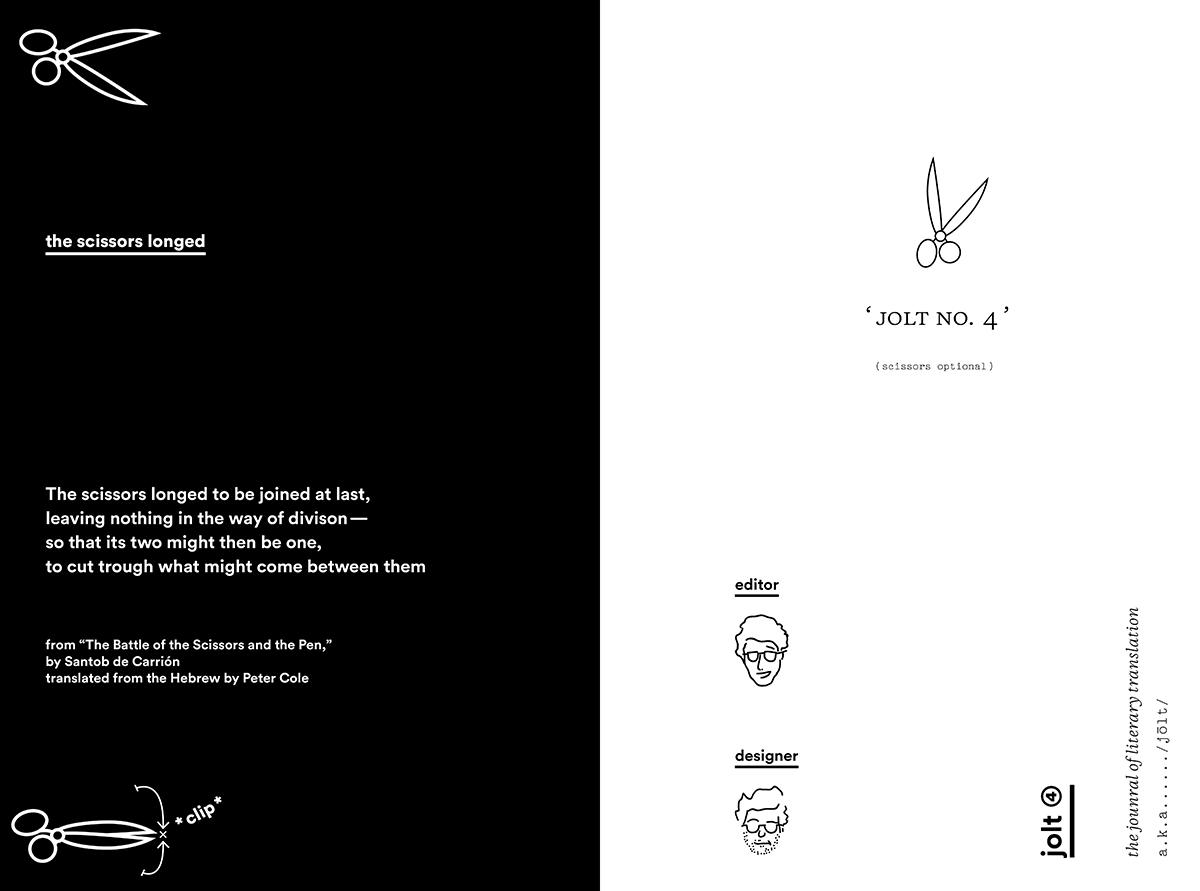 the scissors longed
The scissors longed to be joined at last,
leaving nothing in the way of divison —
so that its two might then be one,
to cut trough what might come between them
from “The Battle of the Scissors and the Pen,”
by Santob de Carrión
translated from the Hebrew by Peter Cole
*clip*
‘JOLT NO. 4’
(scissors optional)
editor
designer
jolt ④
the jounral of literary translation
a.k.a....../jōlt/